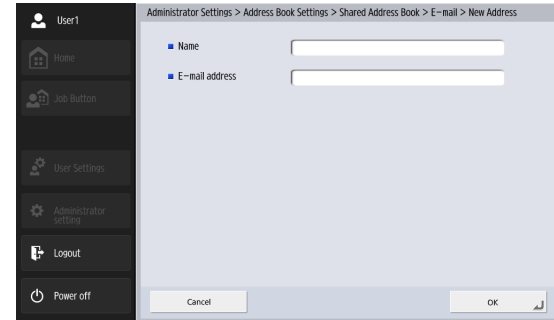 User1
Administrator Settings > Address Book Settings > Shared Address Book > E-mail > New Address
Home
Job Button
User Settings
Administrator
setting
Logout
Power off
Name
E-mail address
Cancel
OK